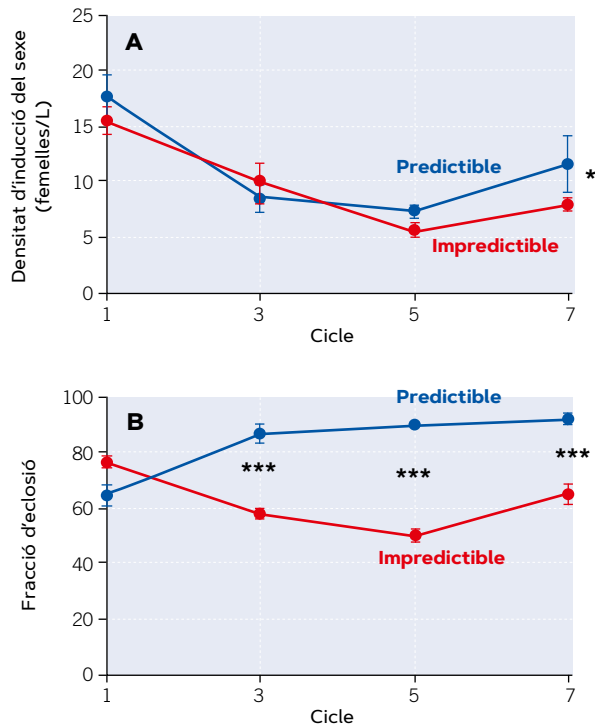 25
A
20
15
10
5
0
Densitat d’inducció del sexe
(femelles/L)
Predictible
*
Impredictible
1 3 5 7
Cicle
100
B
80
60
40
20
0
Fracció d’eclosió
Predictible
*** *** ***
Impredictible
1 3 5 7
Cicle